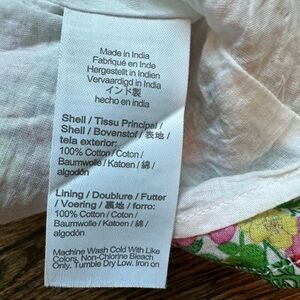 Made in India
Fabriqué en Inde
Hergestellt in Indien
Vervaardigd in India
インド製
hecho en india
Shell / Tissu Principal /
Shell / Bovenstof / 表地 /
tela exterior:
100% Cotton / Coton /
Baumwolle / Katoen / 綿 /
algodón
Lining / Doublure / Futter
/ Voering / 裏地 / forro:
100% Cotton / Coton /
Baumwolle / Katoen / 綿 /
algodón
Machine Wash Cold With Like
Colors, Non-Chlorine Bleach
Only, Tumble Dry Low. Iron on